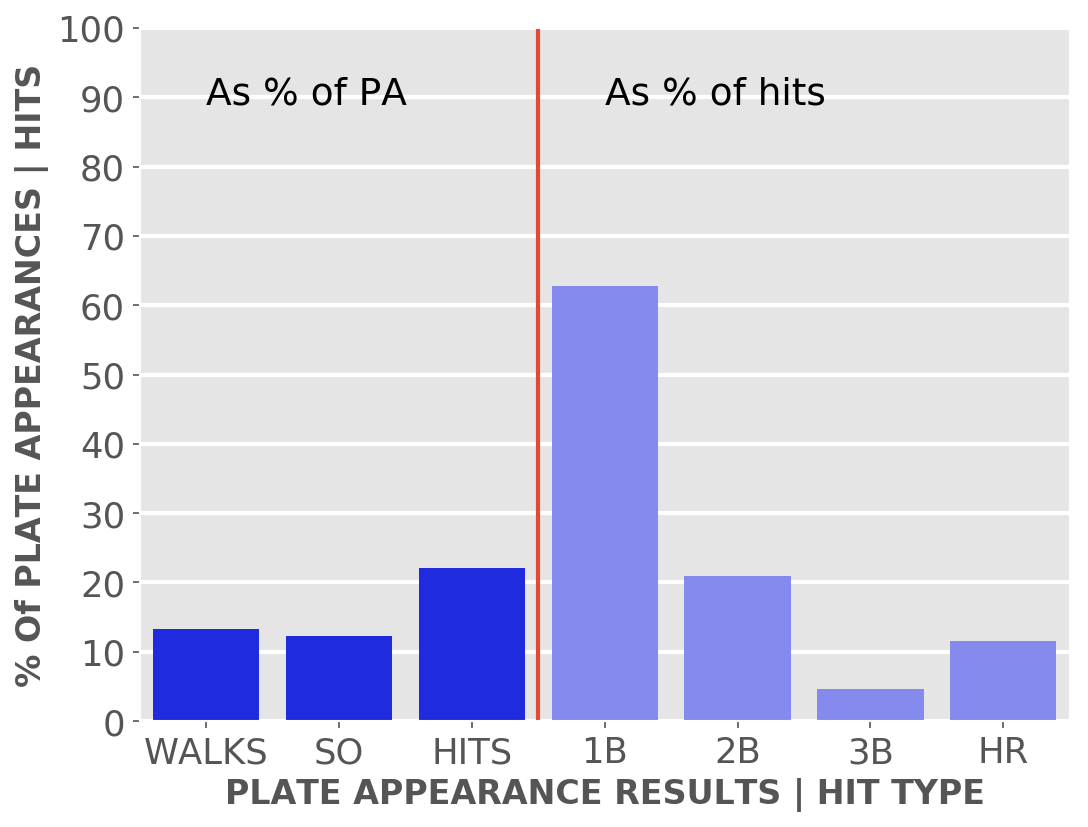 100
90
80
70
60
50
40
30
20
10
0
% Of PLATE APPEARANCES | HITS
As % of PA
As % of hits
WALKS SO HITS 1B 2B 3B HR
PLATE APPEARANCE RESULTS | HIT TYPE